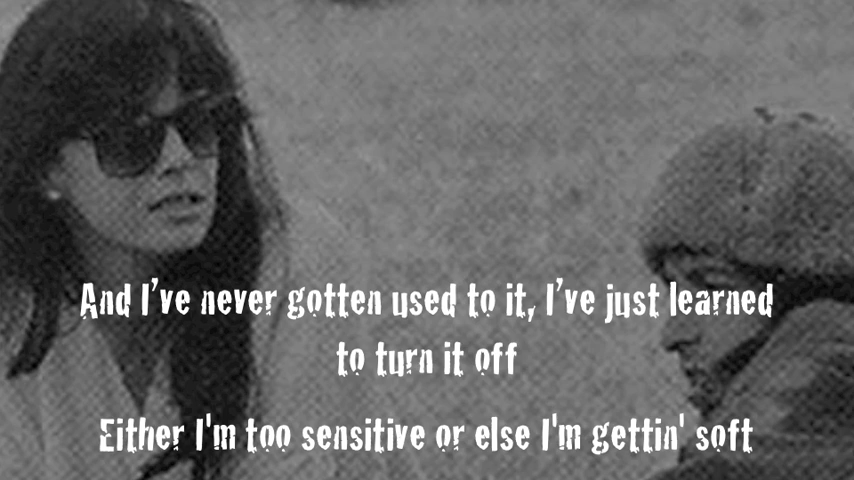 And I’ve never gotten used to it, I’ve just learned
to turn it off
Either I'm too sensitive or else I'm gettin' soft